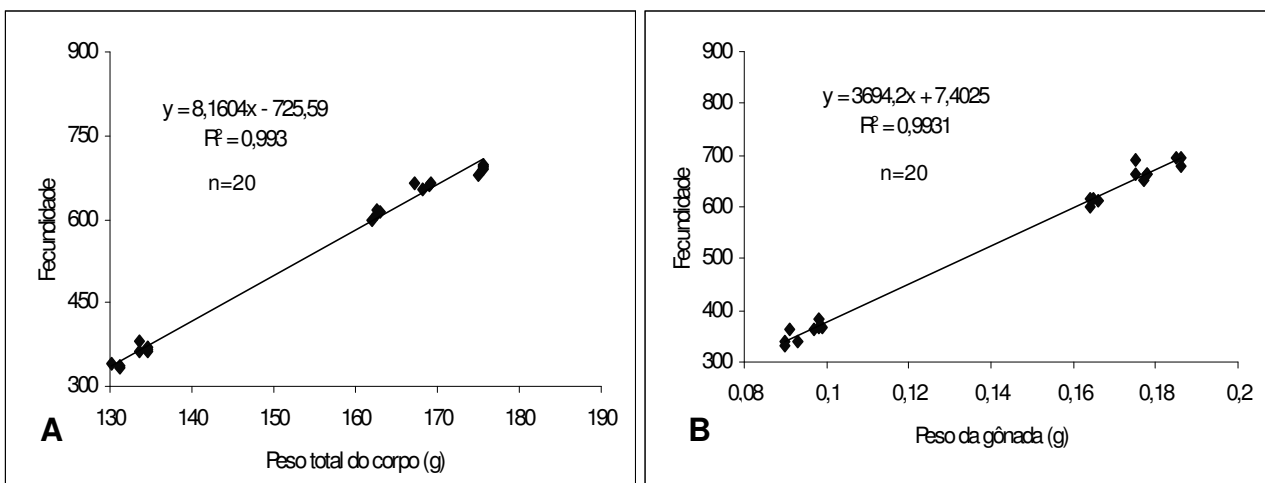 900
750
600
450
300
Fecundidade
y = 8,1604x - 725,59
R² = 0,993
n=20
130 140 150 160 170 180 190
Peso total do corpo (g)
A
900
800
700
600
500
400
300
Fecundidade
y = 3694,2x + 7,4025
R² = 0,9931
n=20
0,08 0,1 0,12 0,14 0,16 0,18 0,2
Peso da gônada (g)
B